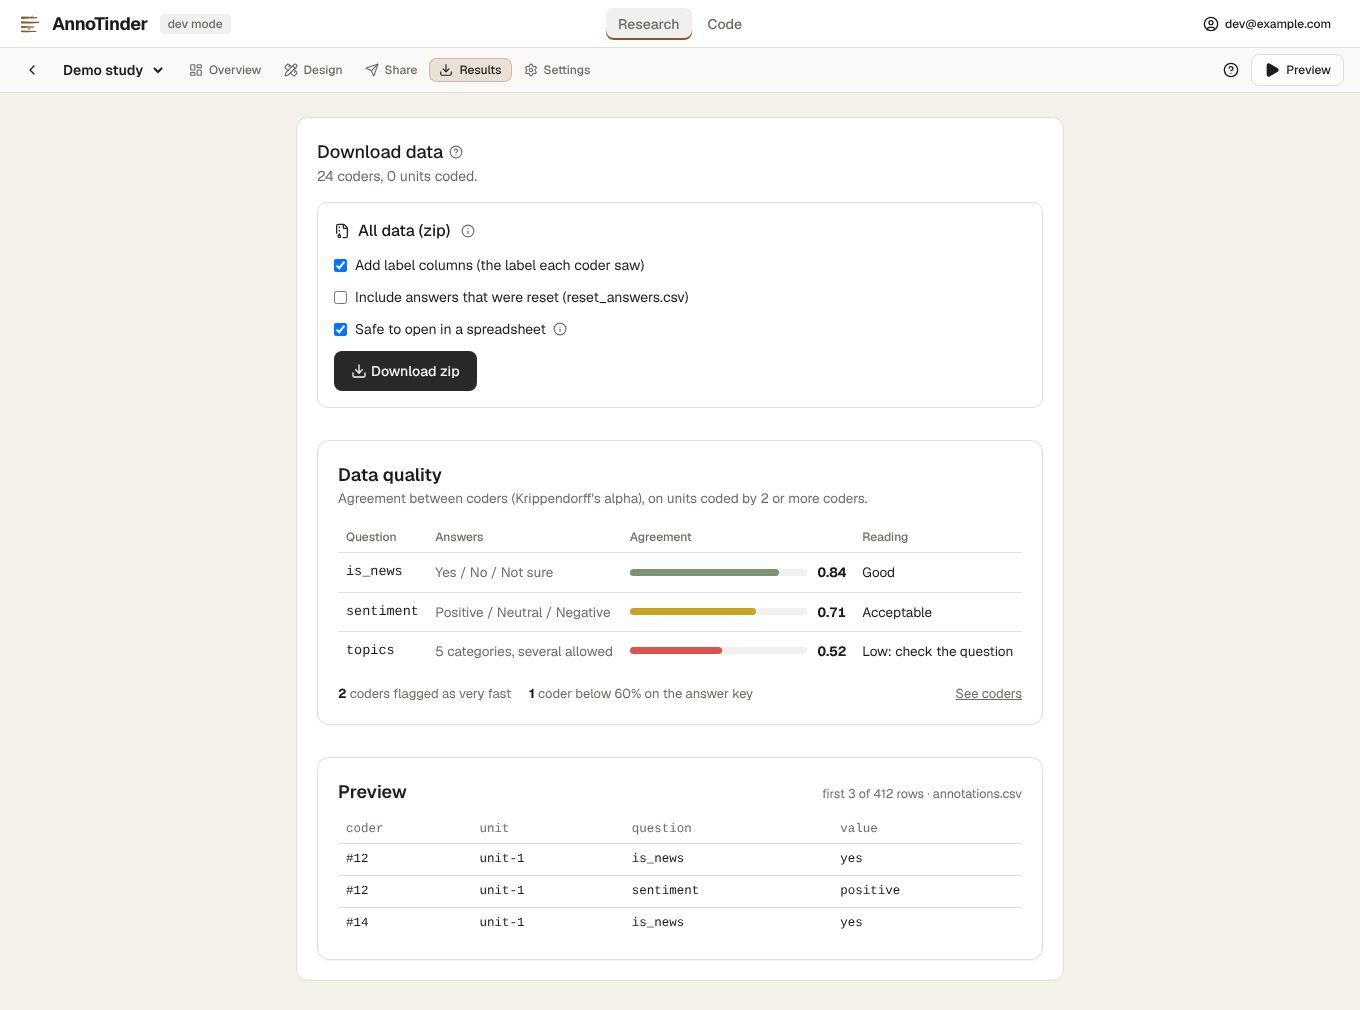 AnnoTinder dev mode Research Code dev@example.com
Demo study Overview Design Share Results Settings Preview
Download data
24 coders, 0 units coded.
All data (zip)
Add label columns (the label each coder saw)
Include answers that were reset (reset_answers.csv)
Safe to open in a spreadsheet
Download zip
Data quality
Agreement between coders (Krippendorff's alpha), on units coded by 2 or more coders.
Question Answers Agreement Reading
is_news Yes / No / Not sure 0.84 Good
sentiment Positive / Neutral / Negative 0.71 Acceptable
topics 5 categories, several allowed 0.52 Low: check the question
2 coders flagged as very fast 1 coder below 60% on the answer key See coders
Preview first 3 of 412 rows · annotations.csv
coder unit question value
#12 unit-1 is_news yes
#12 unit-1 sentiment positive
#14 unit-1 is_news yes